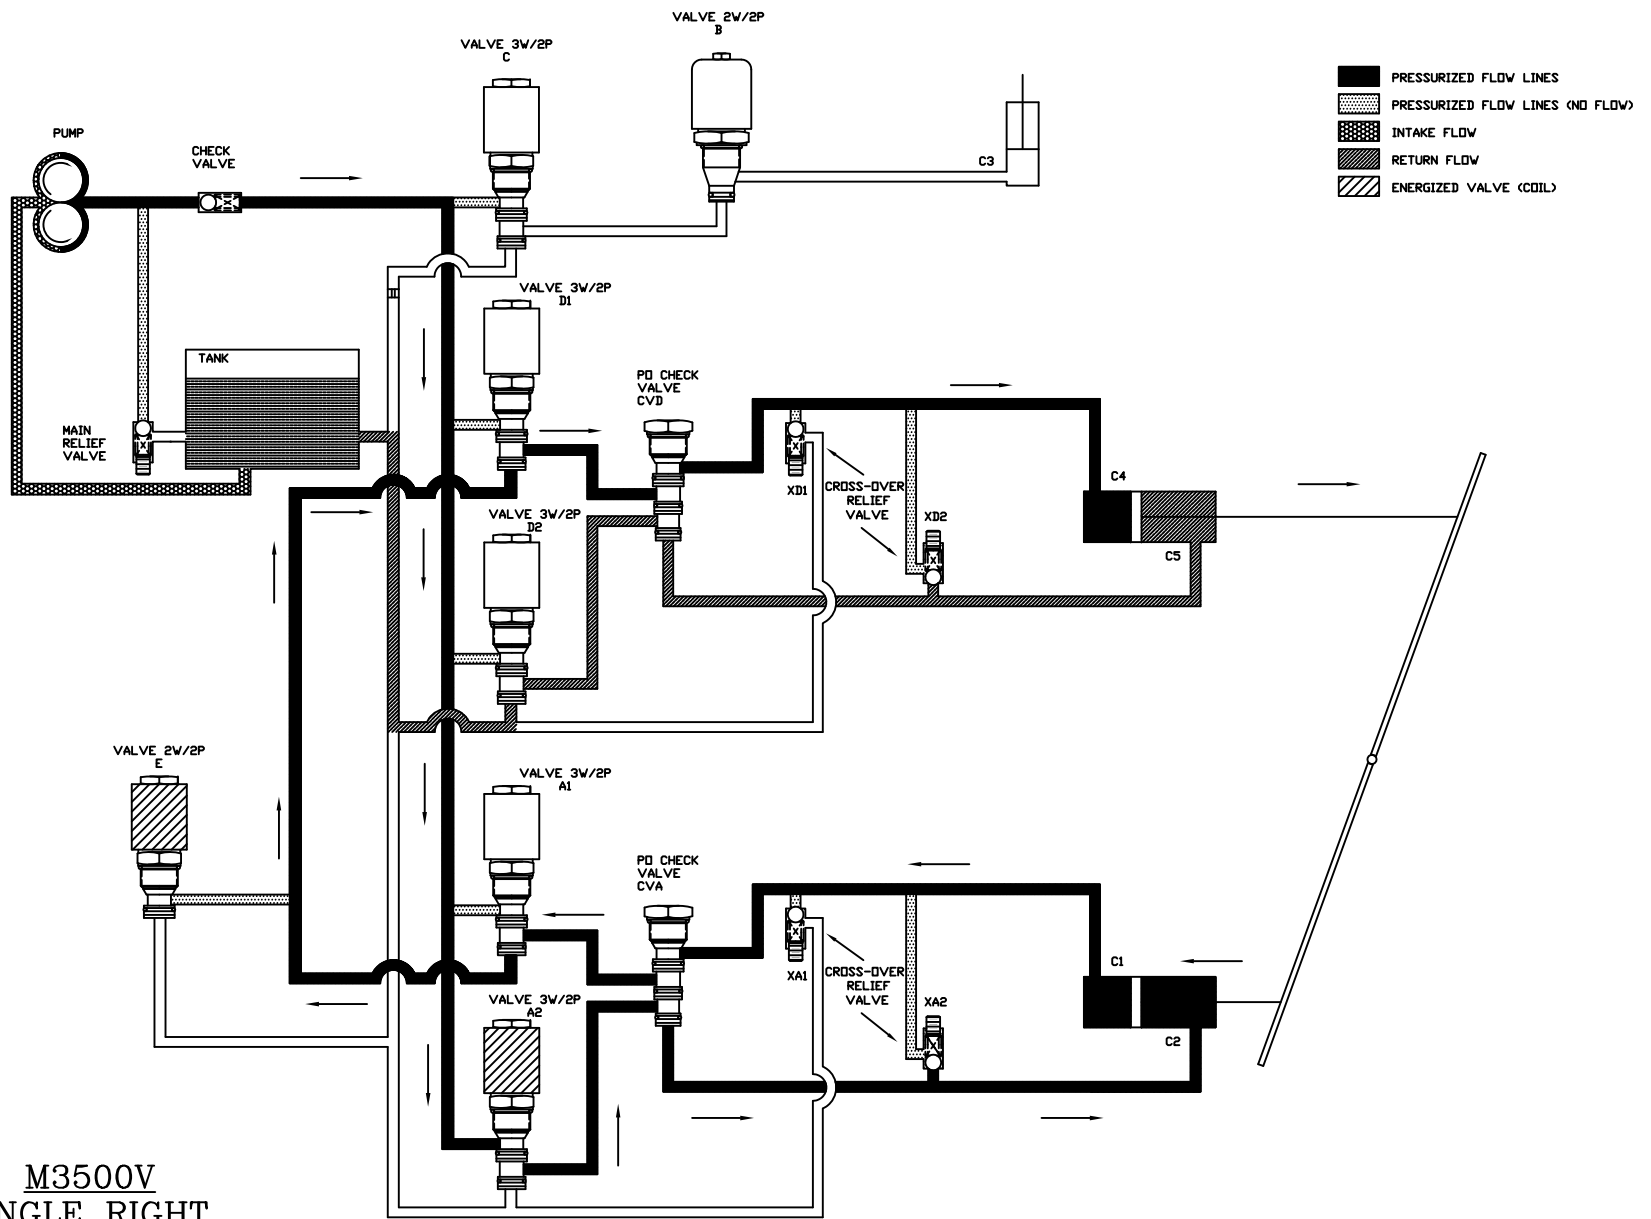 VALVE 2W/2P
B
VALVE 3W/2P
C
PRESSURIZED FLOW LINES
PRESSURIZED FLOW LINES (NO FLOW)
INTAKE FLOW
RETURN FLOW
ENERGIZED VALVE (COIL)
PUMP
CHECK
VALVE
C3
VALVE 3W/2P
D1
TANK
PO CHECK
VALVE
CVD
MAIN
RELIEF
VALVE
XD1
CROSS-OVER
RELIEF
VALVE
C4
VALVE 3W/2P
D2
XD2
C5
VALVE 2W/2P
E
VALVE 3W/2P
A1
PO CHECK
VALVE
CVA
XA1
CROSS-OVER
RELIEF
VALVE
C1
VALVE 3W/2P
A2
XA2
C2
M3500V
NGLE RIGHT